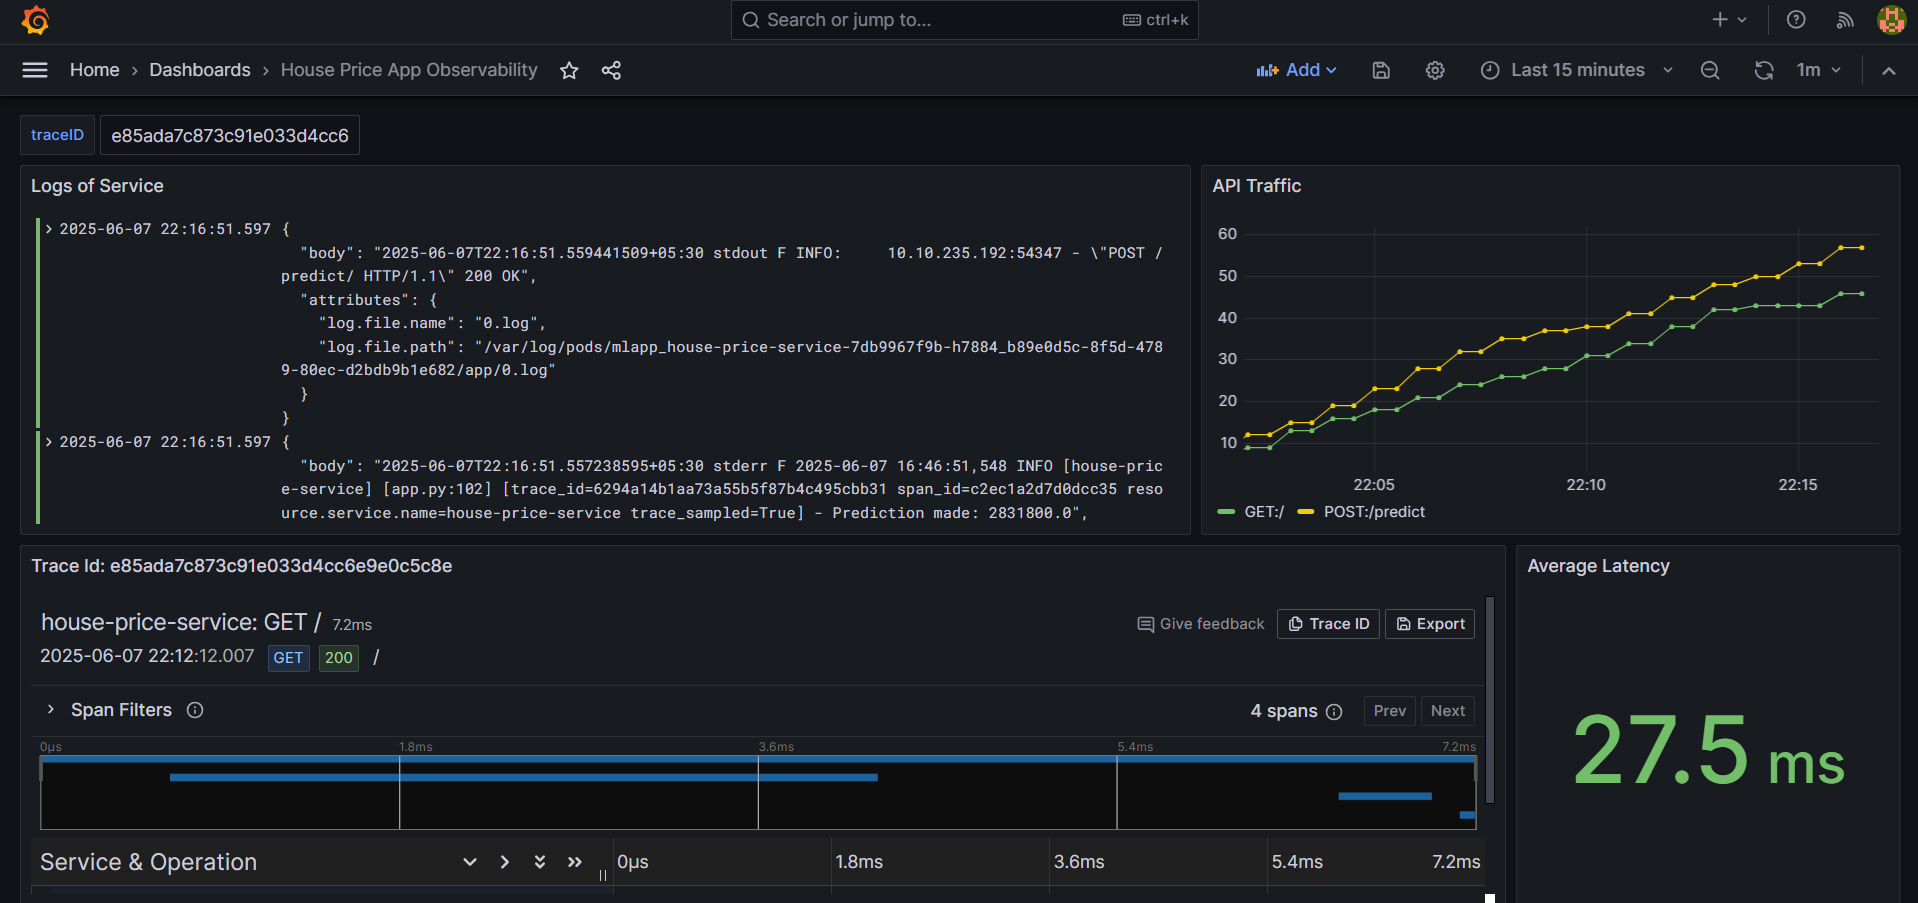 Search or jump to...
ctrl+k
Home › Dashboards › House Price App Observability
Add
Last 15 minutes
1m
traceID
e85ada7c873c91e033d4cc6
Logs of Service
2025-06-07 22:16:51.597 {
"body": "2025-06-07T22:16:51.559441509+05:30 stdout F INFO:     10.10.235.192:54347 - \"POST /
predict/ HTTP/1.1\" 200 OK",
"attributes": {
"log.file.name": "0.log",
"log.file.path": "/var/log/pods/mlapp_house-price-service-7db9967f9b-h7884_b89e0d5c-8f5d-478
9-80ec-d2bdb9b1e682/app/0.log"
}
}
2025-06-07 22:16:51.597 {
"body": "2025-06-07T22:16:51.557238595+05:30 stderr F 2025-06-07 16:46:51,548 INFO [house-pric
e-service] [app.py:102] [trace_id=6294a14b1aa73a55b5f87b4c495cbb31 span_id=c2ec1a2d7d0dcc35 reso
urce.service.name=house-price-service trace_sampled=True] - Prediction made: 2831800.0",
API Traffic
60
50
40
30
20
10
22:05
22:10
22:15
GET:/
POST:/predict
Trace Id: e85ada7c873c91e033d4cc6e9e0c5c8e
house-price-service: GET / 7.2ms
Give feedback
Trace ID
Export
2025-06-07 22:12:12.007 GET 200 /
Span Filters
4 spans
Prev
Next
0μs
1.8ms
3.6ms
5.4ms
7.2ms
Service & Operation
0μs
1.8ms
3.6ms
5.4ms
7.2ms
Average Latency
27.5 ms